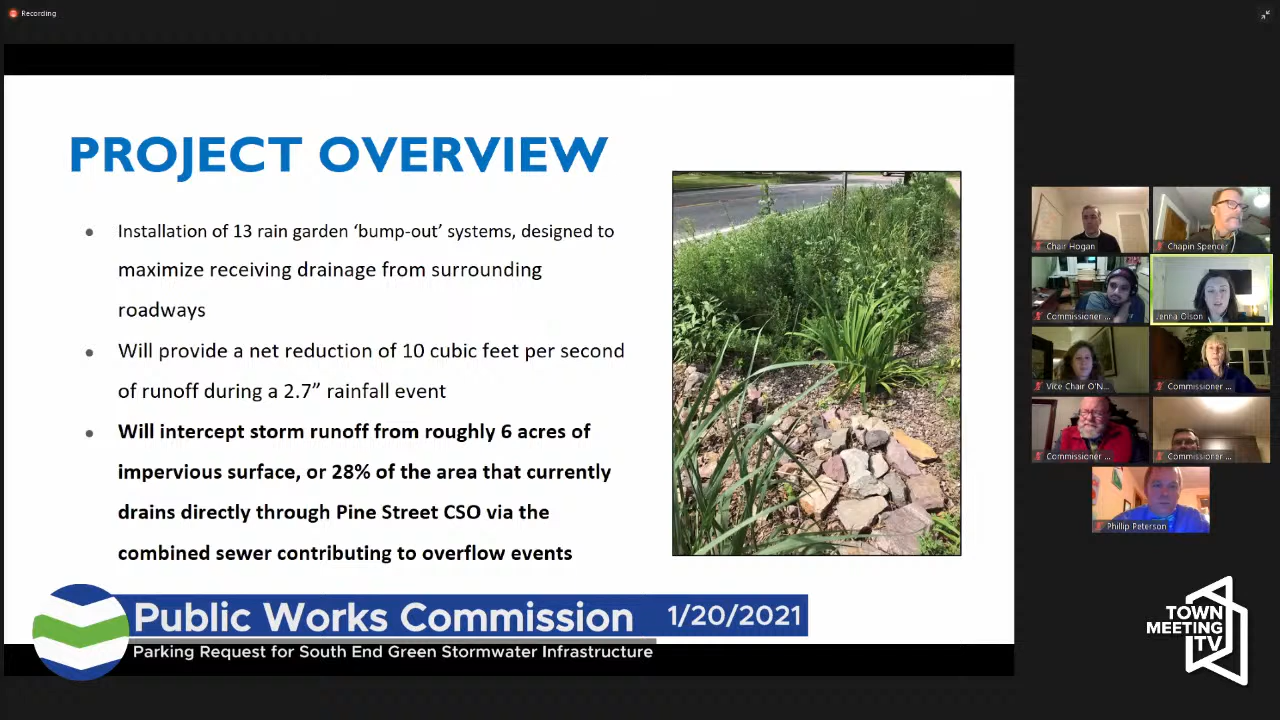 Recording
PROJECT OVERVIEW
• Installation of 13 rain garden ‘bump-out’ systems, designed to
maximize receiving drainage from surrounding
roadways
• Will provide a net reduction of 10 cubic feet per second
of runoff during a 2.7” rainfall event
• Will intercept storm runoff from roughly 6 acres of
impervious surface, or 28% of the area that currently
drains directly through Pine Street CSO via the
combined sewer contributing to overflow events
Public Works Commission 1/20/2021
Parking Request for South End Green Stormwater Infrastructure
Chair Hogan
Chapin Spencer
Commissioner ...
Jenna Olson
Vice Chair O'N...
Commissioner ...
Commissioner ...
Commissioner ...
Phillip Peterson
TOWN
MEETING
TV